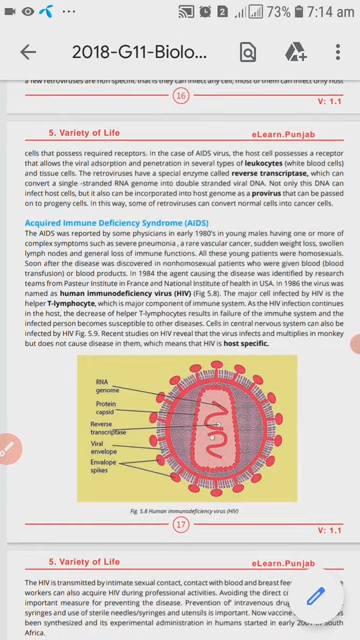 73% 7:14 am
2018-G11-Biolo...
a few retroviruses are non specific that is they can infect any cell, most of them can infect only host
16
V: 1.1
5. Variety of Life eLearn.Punjab
cells that possess required receptors. In the case of AIDS virus, the host cell possesses a receptor
that allows the viral adsorption and penetration in several types of leukocytes (white blood cells)
and tissue cells. The retroviruses have a special enzyme called reverse transcriptase, which
can convert a single -stranded RNA genome into double stranded viral DNA. Not only this DNA can
infect host cells, but it also can be incorporated into host genome as a provirus that can be passed
on to progeny cells. In this way, some of retroviruses can convert normal cells into cancer cells.
Acquired Immune Deficiency Syndrome (AIDS)
The AIDS was reported by some physicians in early 1980's in young males having one or more of
complex symptoms such as severe pneumonia , a rare vascular cancer, sudden weight loss, swollen
lymph nodes and general loss of immune functions. All these young patients were homosexuals.
Soon after the disease was discovered in nonhomosexual patients who were given blood (blood
transfusion) or blood products. In 1984 the agent causing the disease was identified by research
teams from Pasteur Institute in France and National Institute of health in USA. In 1986 the virus was
named as human immunodeficiency virus (HIV) (Fig 5.8). The major cell infected by HIV is the
helper T-lymphocyte, which is major component of immune system. As the HIV infection continues
in the host, the decrease of helper T-lymphocytes results in failure of the immune system and the
infected person becomes susceptible to other diseases. Cells in central nervous system can also be
infected by HIV Fig. 5.9. Recent studies on HIV reveal that the virus infects and multiplies in monkey
but does not cause disease in them, which means that HIV is host specific.
RNA
genome
Protein
capsid
Reverse
transcriptase
Viral
envelope
Envelope
spikes
Fig. 5.8 Human immunodeficiency virus (HIV)
17
V: 1.1
5. Variety of Life eLearn.Punjab
The HIV is transmitted by intimate sexual contact, contact with blood and breast fee
workers can also acquire HIV during professional activities. Avoiding the direct co
important measure for preventing the disease. Prevention of intravenous dru
syringes and use of sterile needles/syringes and utensils is important. Now vaccine has
been synthesized and its experimental administration in humans started in early 2001 South
Africa.